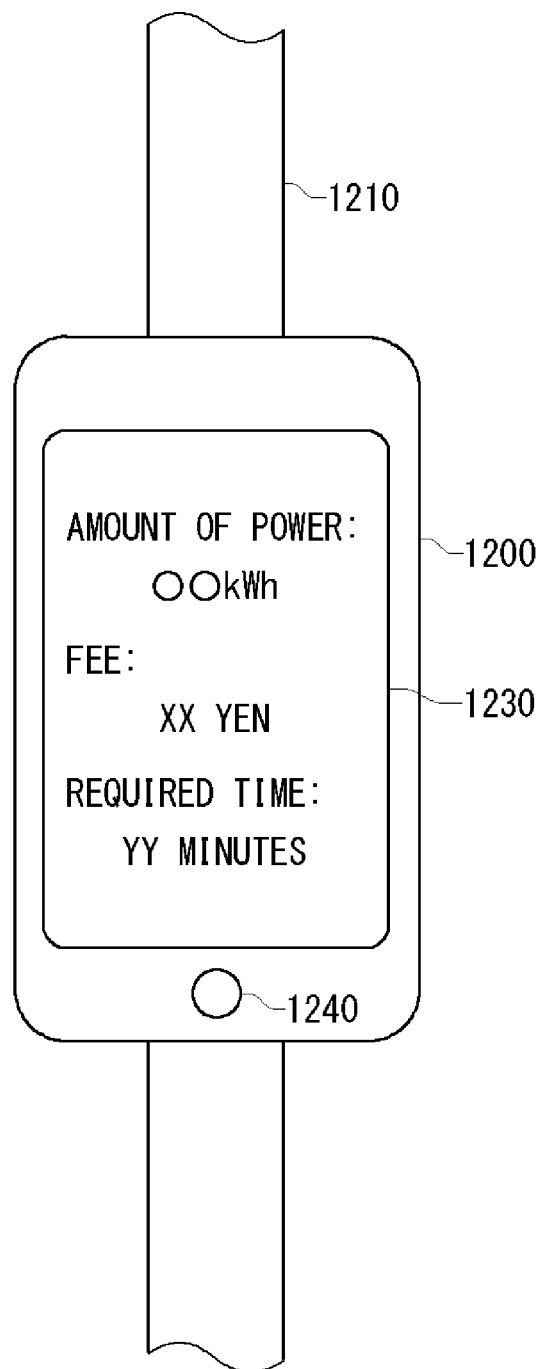 1210
AMOUNT OF POWER:
1200
○○kWh
FEE:
1230
XX YEN
REQUIRED TIME:
YY MINUTES
1240